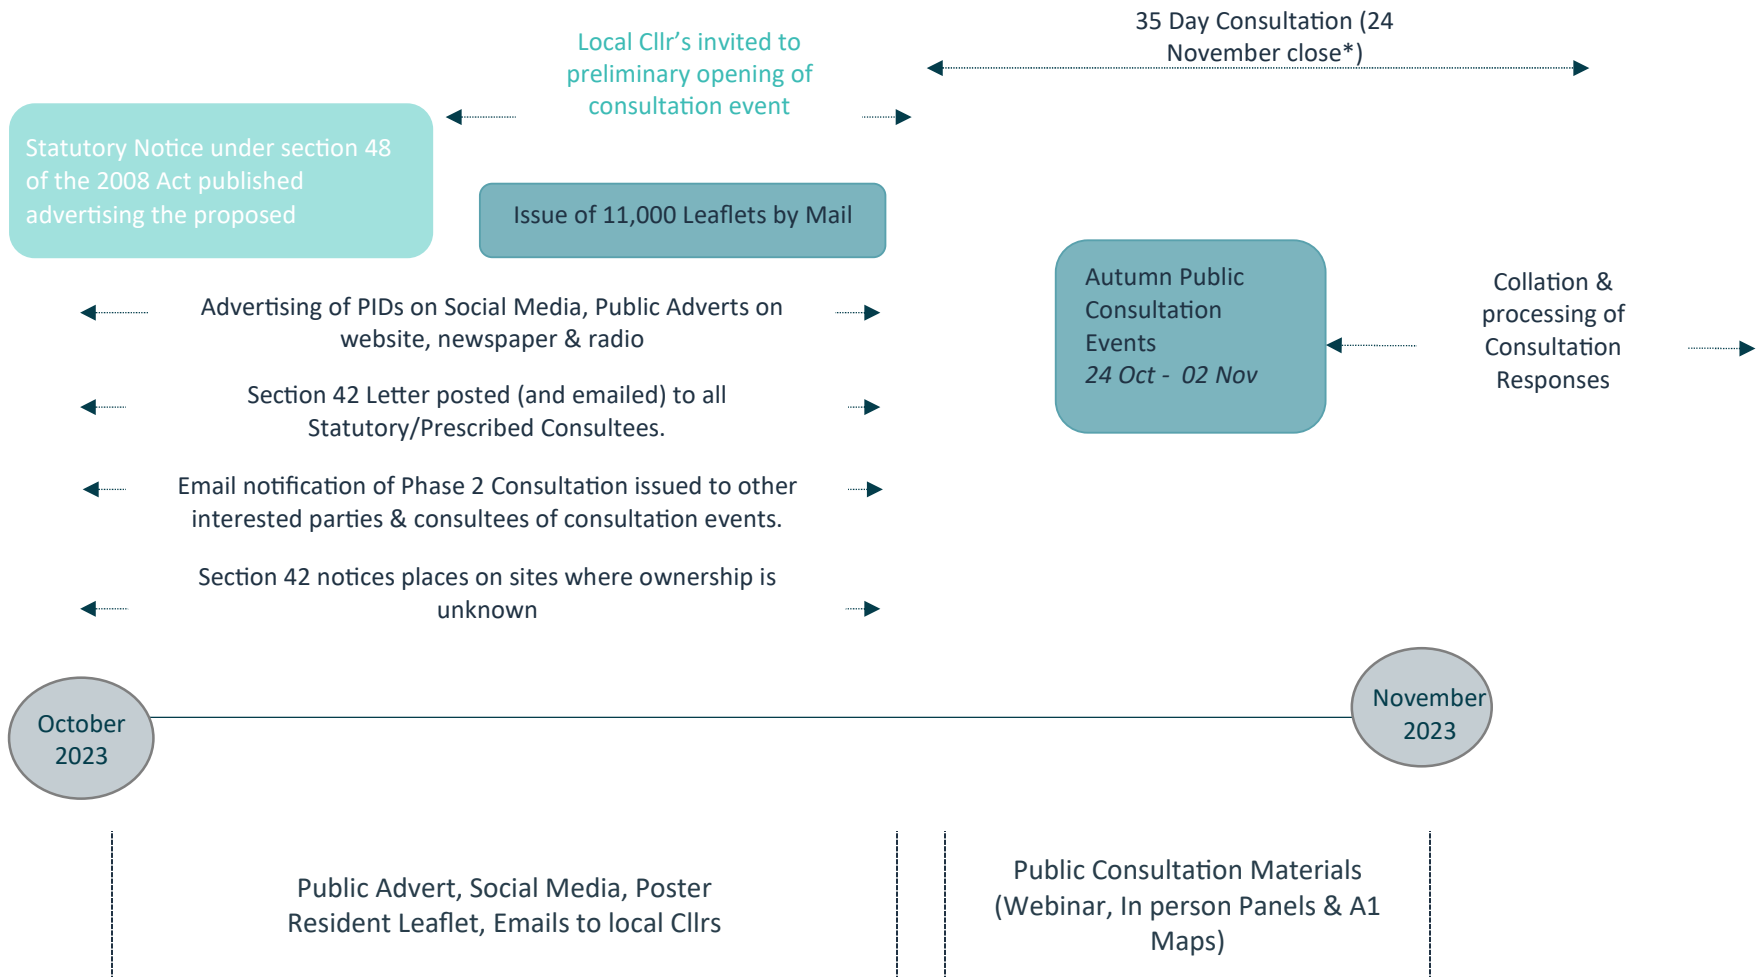 35 Day Consultation (24
November close*)
Local Cllr's invited to
preliminary opening of
consultation event
Statutory Notice under section 48
of the 2008 Act published
advertising the proposed
Issue of 11,000 Leaflets by Mail
Autumn Public
Consultation
Events
24 Oct - 02 Nov
Collation &
processing of
Consultation
Responses
Advertising of PIDs on Social Media, Public Adverts on
website, newspaper & radio
Section 42 Letter posted (and emailed) to all
Statutory/Prescribed Consultees.
Email notification of Phase 2 Consultation issued to other
interested parties & consultees of consultation events.
Section 42 notices places on sites where ownership is
unknown
October
2023
November
2023
Public Advert, Social Media, Poster
Resident Leaflet, Emails to local Cllrs
Public Consultation Materials
(Webinar, In person Panels & A1
Maps)